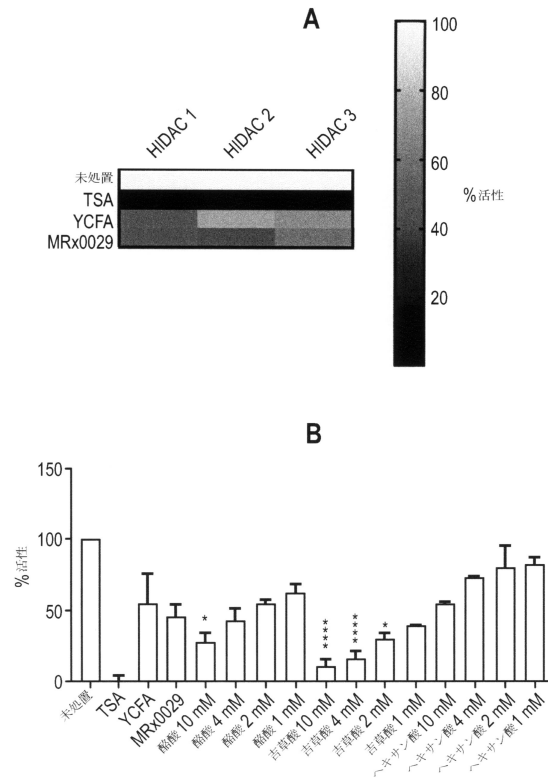 A
100
80
60
40
20
%活性
HIDAC 1
HIDAC 2
HIDAC 3
未処置
TSA
YCFA
MRx0029
B
150
100
50
0
%活性
*
****
****
*
未処置
TSA
YCFA
MRx0029
酪酸 10 mM
酪酸 4 mM
酪酸 2 mM
酪酸 1 mM
吉草酸 10 mM
吉草酸 4 mM
吉草酸 2 mM
吉草酸 1 mM
ヘキサン酸 10 mM
ヘキサン酸 4 mM
ヘキサン酸 2 mM
ヘキサン酸 1 mM